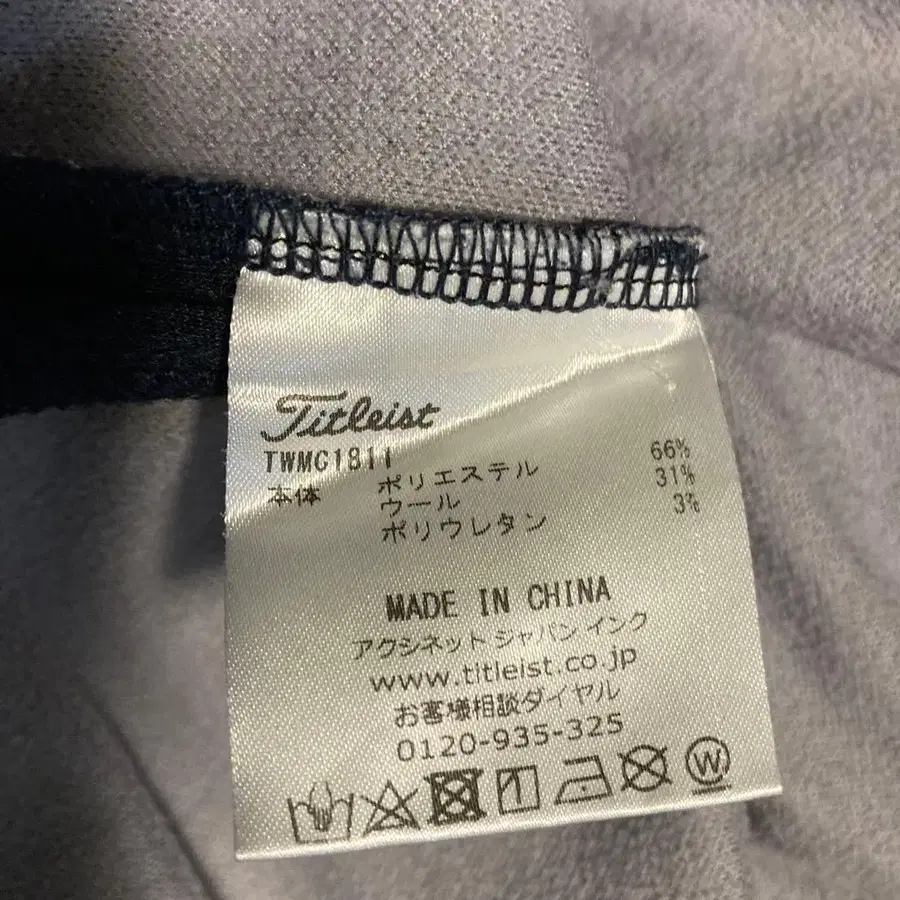 Titleist
TWMC1811
本体 ポリエステル 66%
ウール 31%
ポリウレタン 3%
MADE IN CHINA
アクシネット ジャパン インク
www.titleist.co.jp
お客様相談ダイヤル
0120-935-325
W